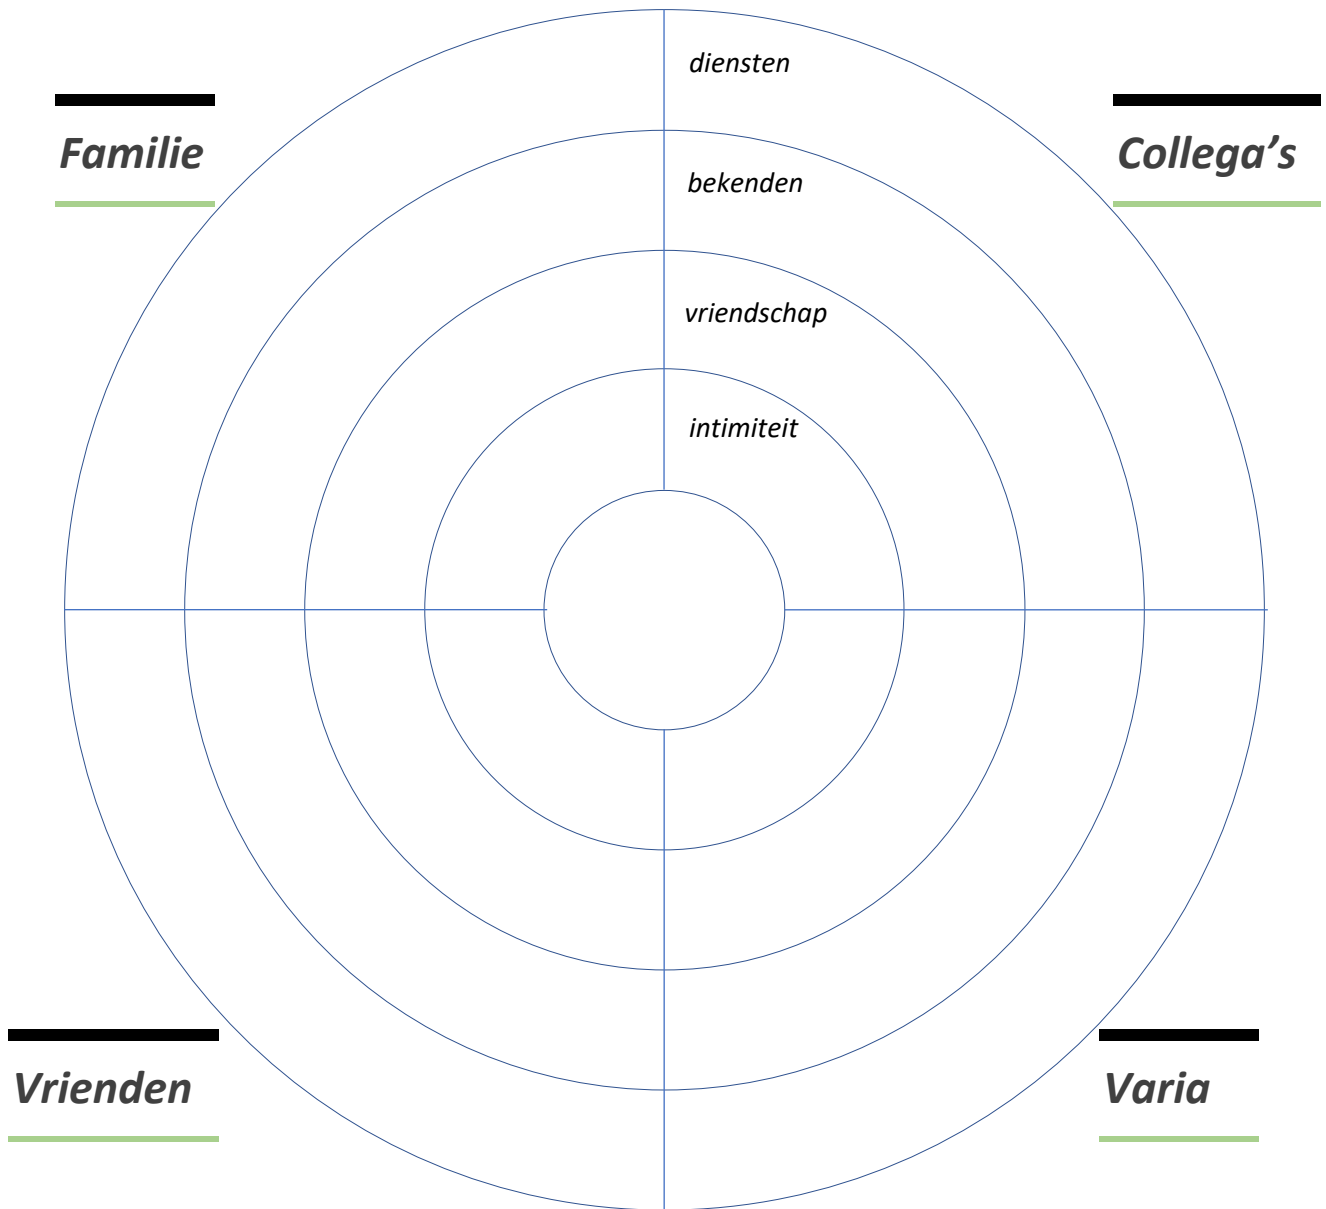 diensten
Familie
Collega’s
bekenden
vriendschap
intimiteit
Vrienden
Varia